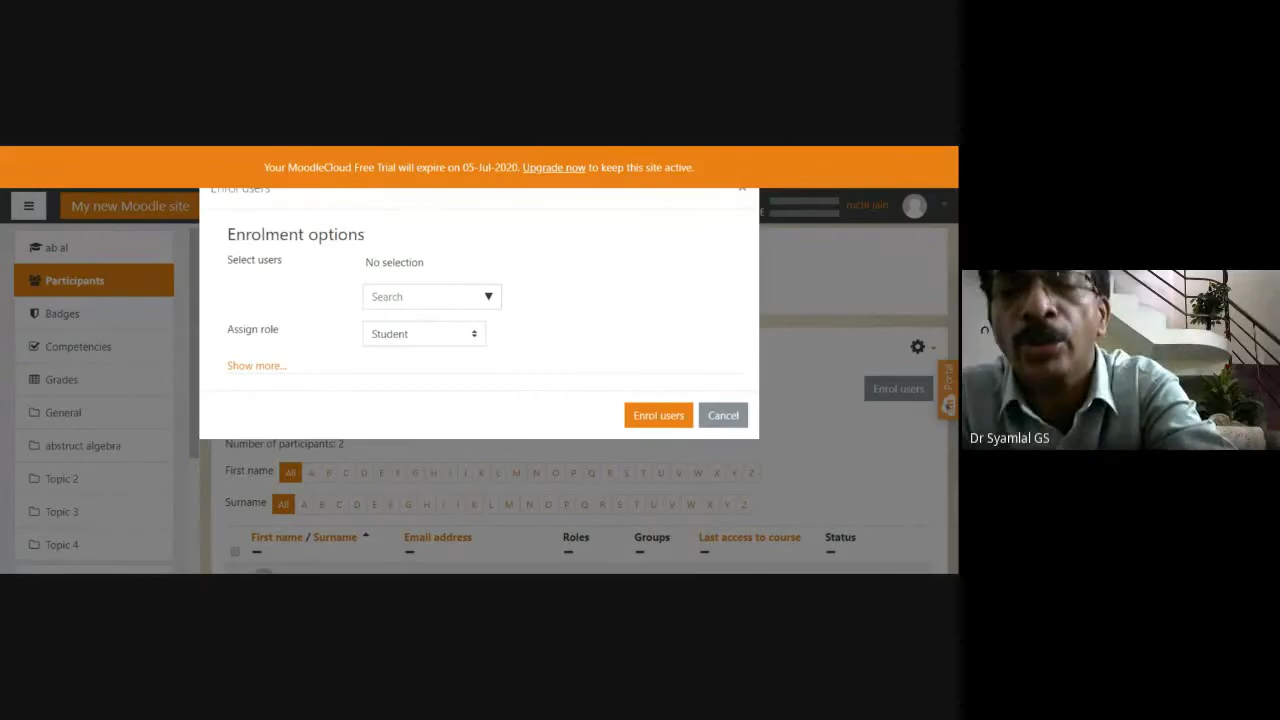 Your MoodleCloud Free Trial will expire on 05-Jul-2020. Upgrade now to keep this site active.
My new Moodle site
Enrol users
ruchi jain
Enrolment options
Select users
No selection
Search
Assign role
Student
Show more...
Enrol users
Cancel
ab al
Participants
Badges
Competencies
Grades
General
abstruct algebra
Topic 2
Topic 3
Topic 4
Enrol users
Portal
Number of participants: 2
First name All A B C D E F G H I J K L M N O P Q R S T U V W X Y Z
Surname All A B C D E F G H I J K L M N O P Q R S T U V W X Y Z
First name / Surname Email address Roles Groups Last access to course Status
Dr Syamlal GS